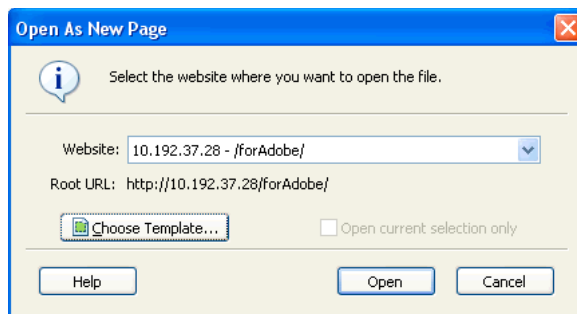 Open As New Page
Select the website where you want to open the file.
Website: 10.192.37.28 - /forAdobe/
Root URL: http://10.192.37.28/forAdobe/
Choose Template... Open current selection only
Help Open Cancel